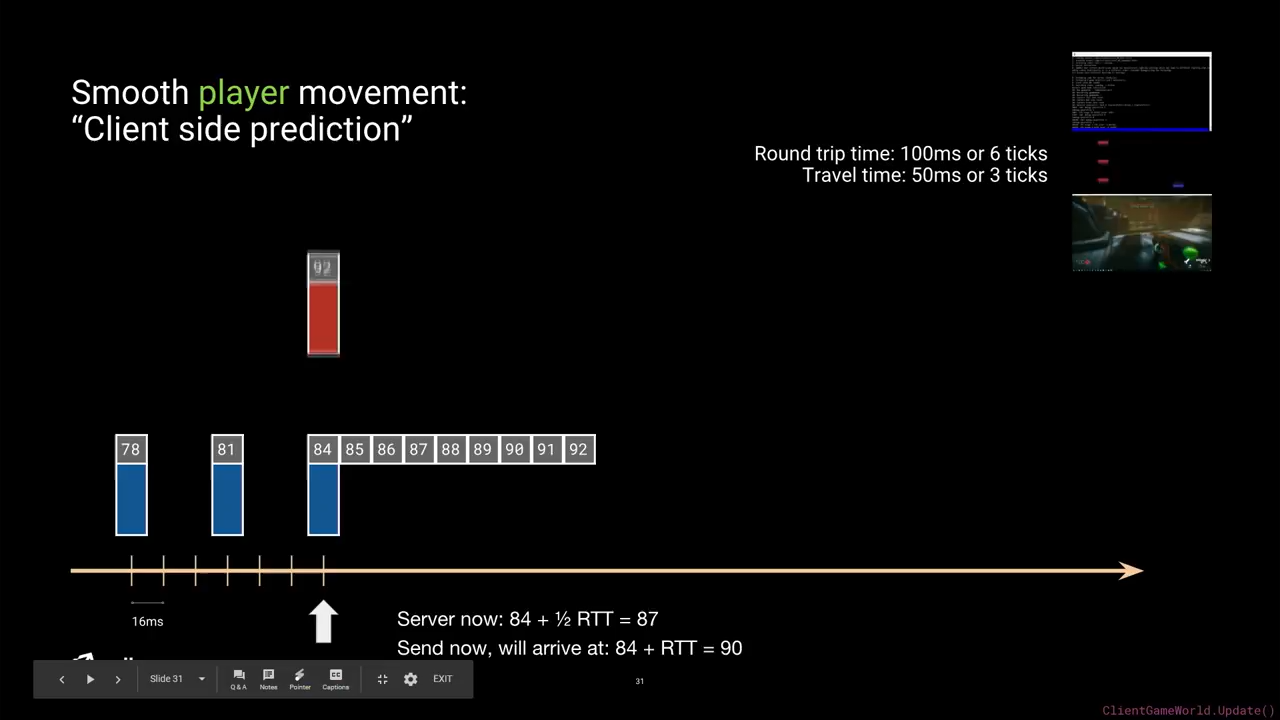 Smooth player movement:
“Client side prediction”
Round trip time: 100ms or 6 ticks
Travel time: 50ms or 3 ticks
92
78
81
84 85 86 87 88 89 90 91 92
16ms
Server now: 84 + ½ RTT = 87
Send now, will arrive at: 84 + RTT = 90
Slide 31
Q & A
Notes
Pointer
CC
Captions
EXIT
31
ClientGameWorld.Update()